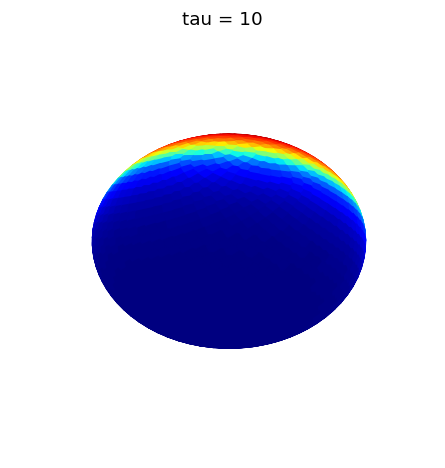 tau = 10